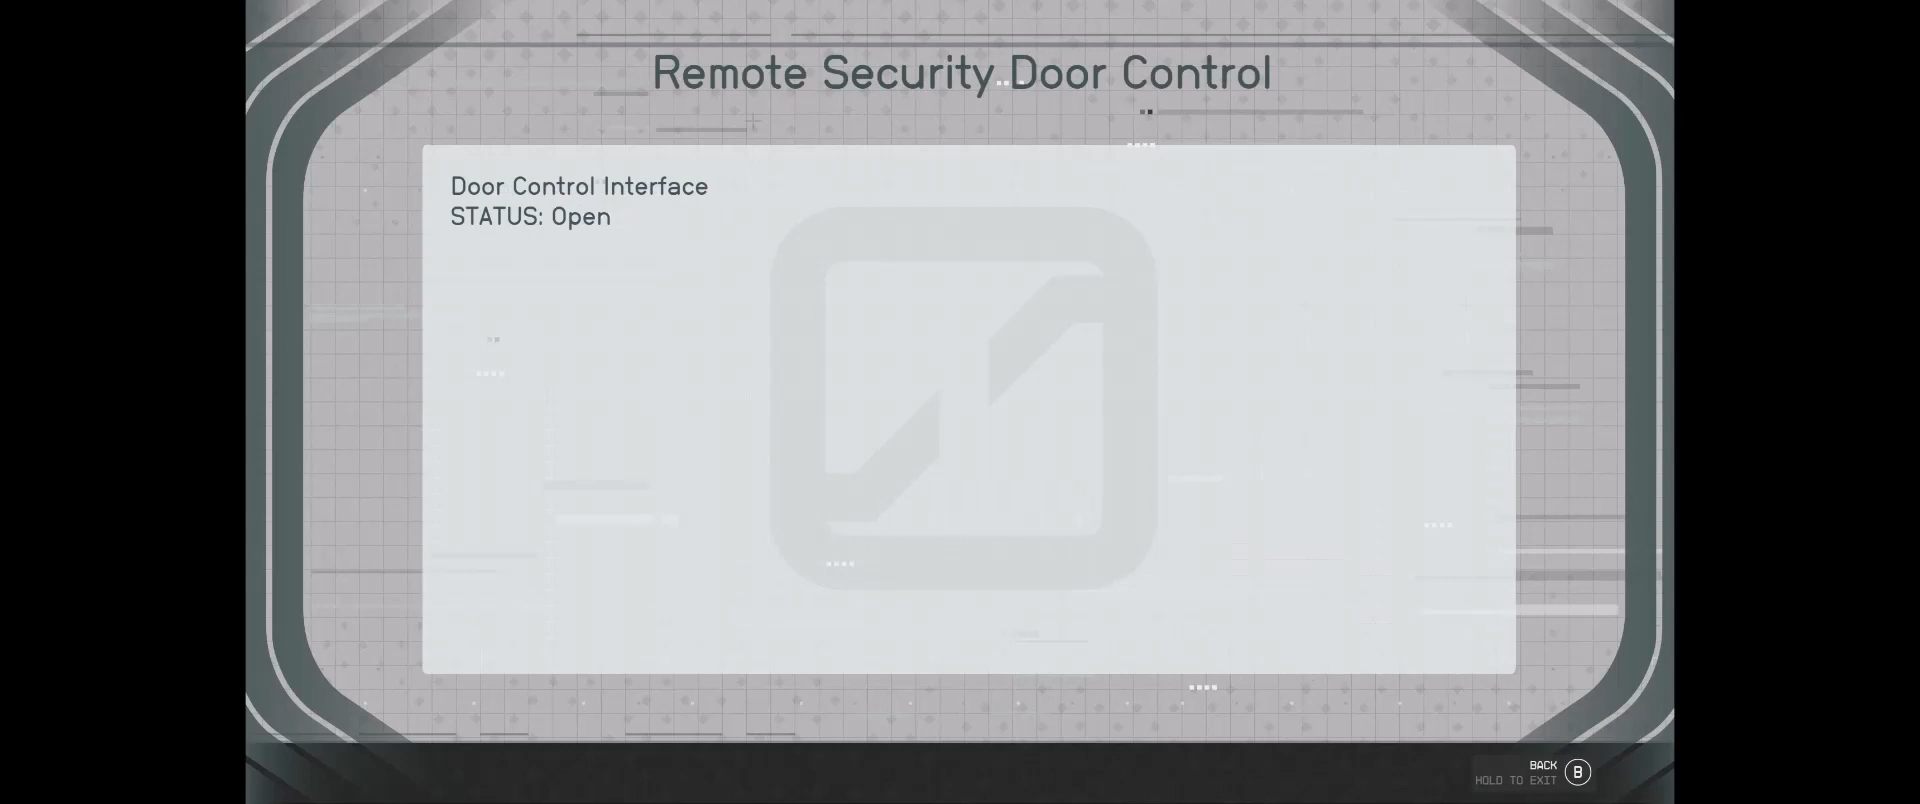 Remote Security Door Control
Door Control Interface
STATUS: Open
BACK
HOLD TO EXIT
B